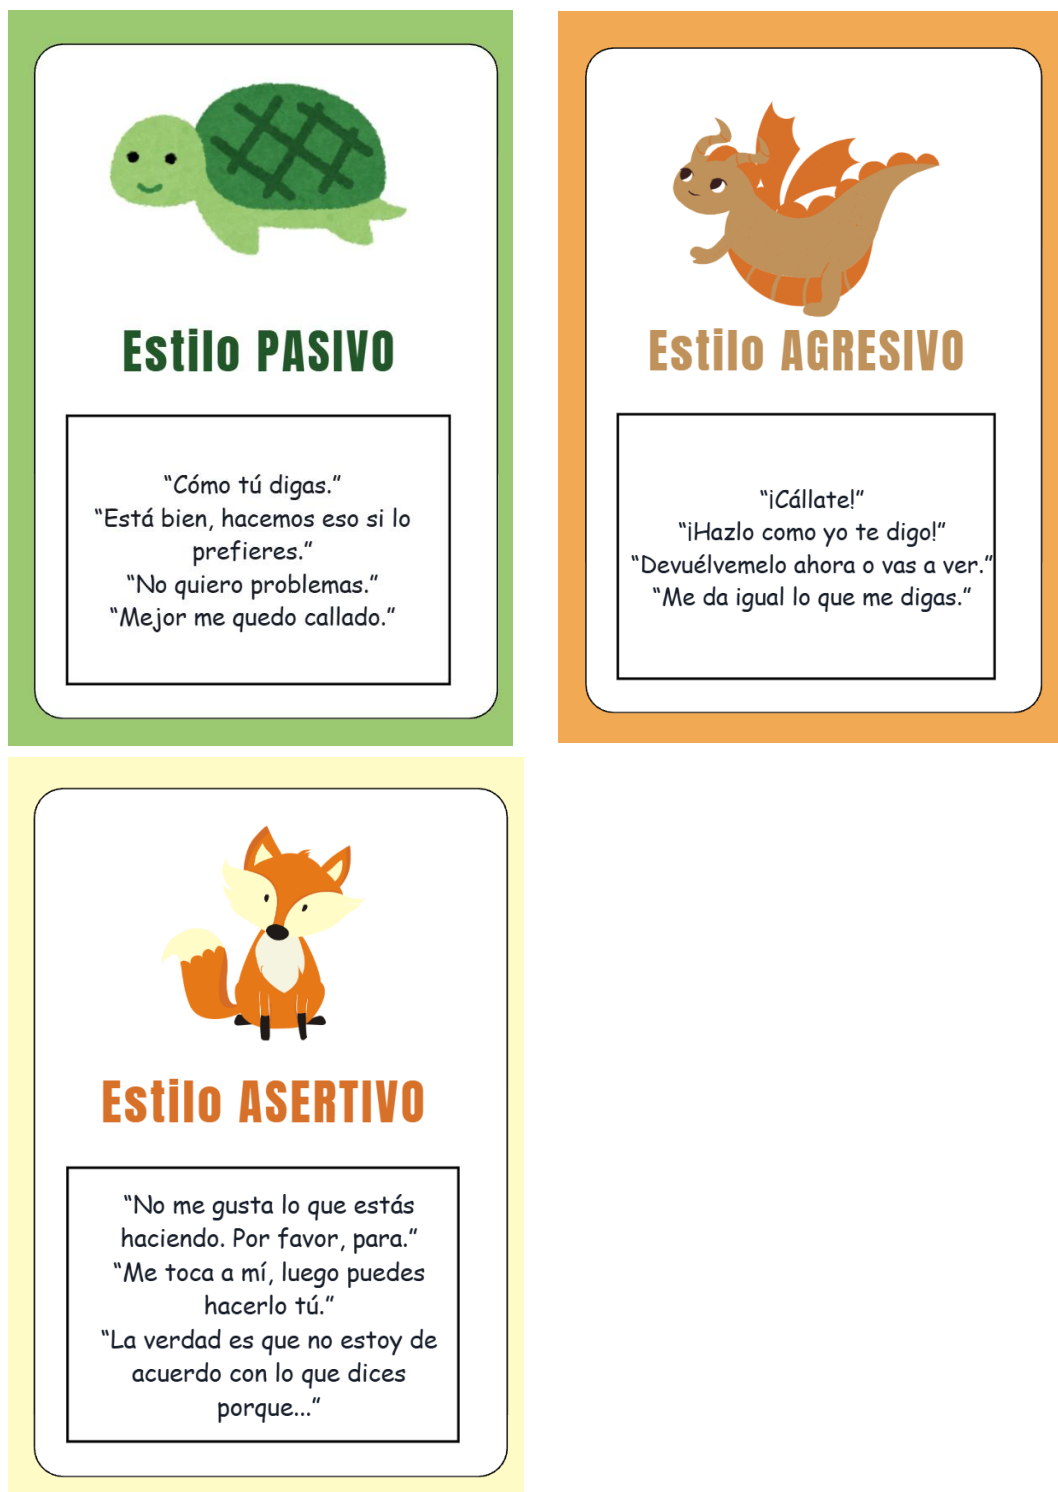 Estilo PASIVO
“Cómo tú digas.”
“Está bien, hacemos eso si lo
prefieres.”
“No quiero problemas.”
“Mejor me quedo callado.”
Estilo AGRESIVO
“¡Cállate!”
“¡Hazlo como yo te digo!”
“Devuélvemelo ahora o vas a ver.”
“Me da igual lo que me digas.”
Estilo ASERTIVO
“No me gusta lo que estás
haciendo. Por favor, para.”
“Me toca a mí, luego puedes
hacerlo tú.”
“La verdad es que no estoy de
acuerdo con lo que dices
porque...”